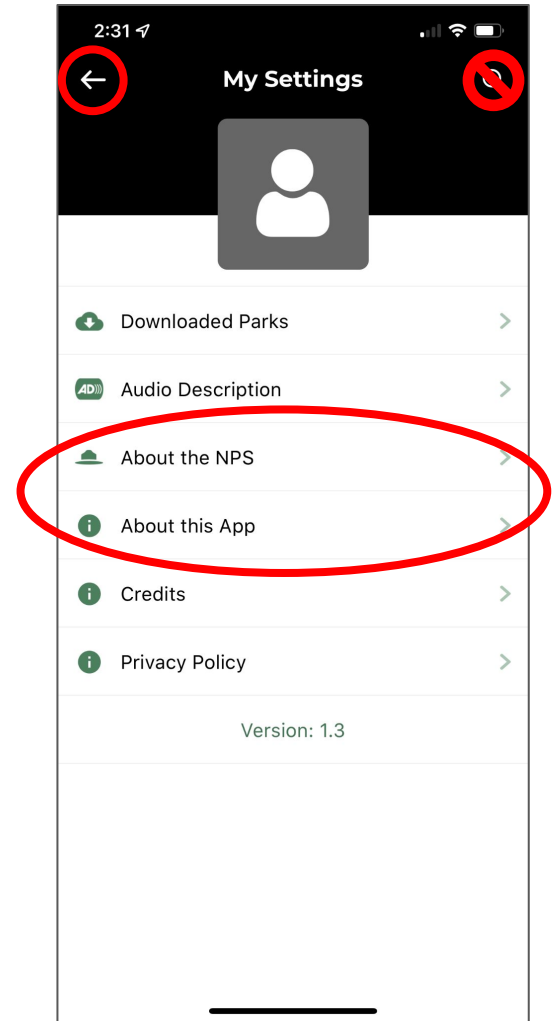 2:31
My Settings
Downloaded Parks
AD
Audio Description
About the NPS
About this App
Credits
Privacy Policy
Version: 1.3